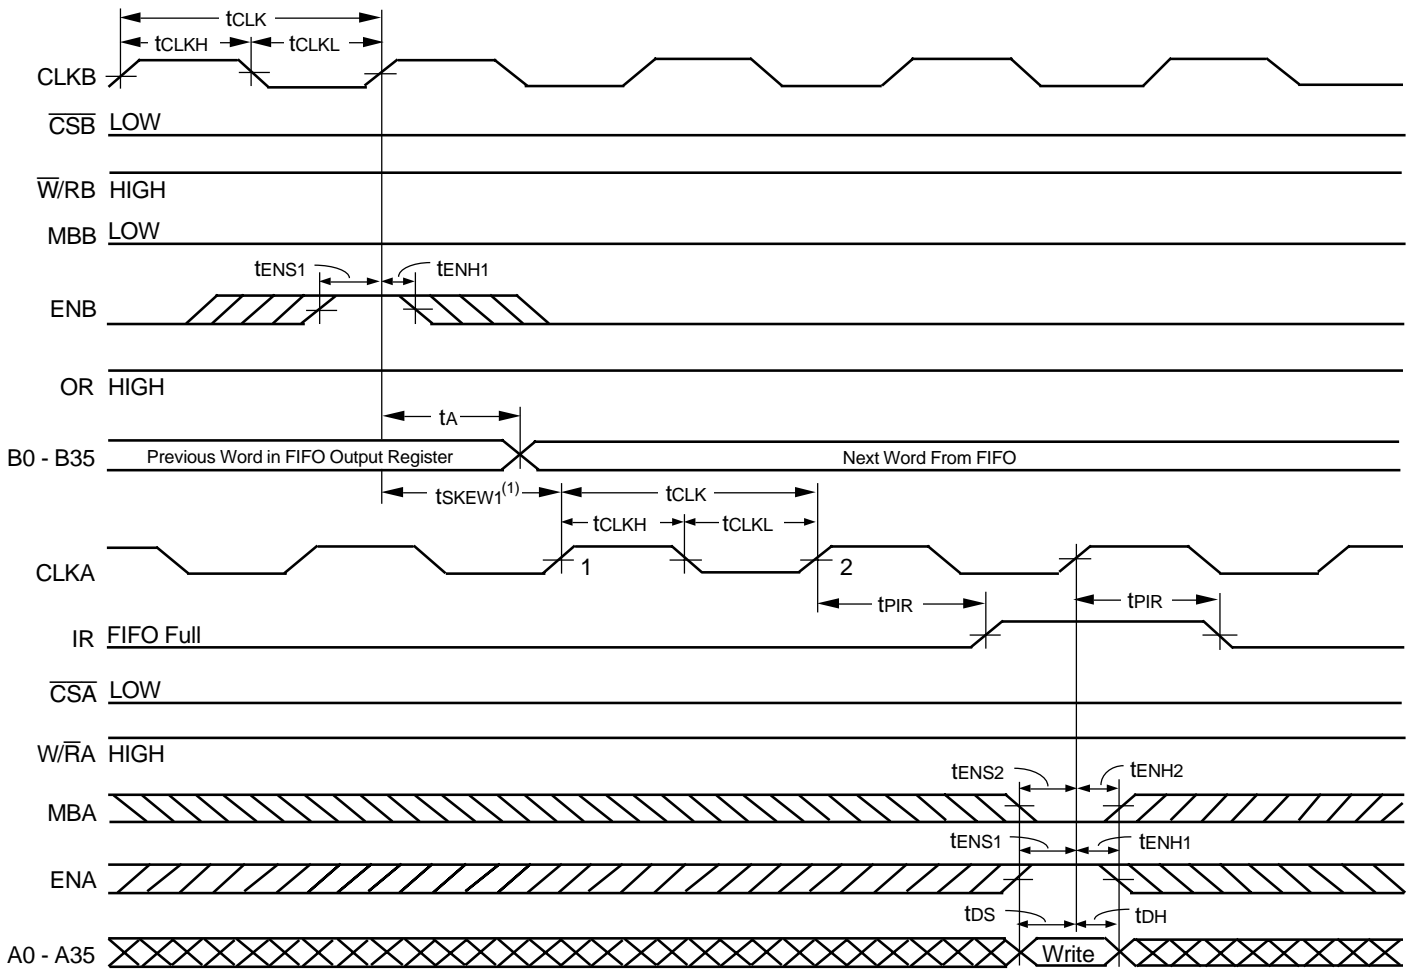 tCLK
tCLKH tCLKL
CLKB
CSB LOW
W/RB HIGH
MBB LOW
tENS1 tENH1
ENB
OR HIGH
tA
B0 - B35 Previous Word in FIFO Output Register Next Word From FIFO
tSKEW1(1) tCLK
tCLKH tCLKL
CLKA 1 2
tPIR tPIR
IR FIFO Full
CSA LOW
W/RA HIGH
tENS2 tENH2
MBA
tENS1 tENH1
ENA
tDS tDH
A0 - A35 Write